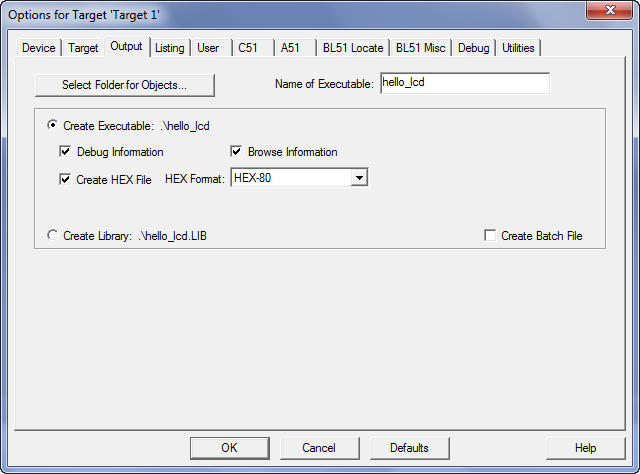 Options for Target 'Target 1'
Device Target Output Listing User C51 A51 BL51 Locate BL51 Misc Debug Utilities
Select Folder for Objects... Name of Executable: hello_lcd
Create Executable: .\hello_lcd
Debug Information Browse Information
Create HEX File HEX Format: HEX-80
Create Library: .\hello_lcd.LIB Create Batch File
OK Cancel Defaults Help